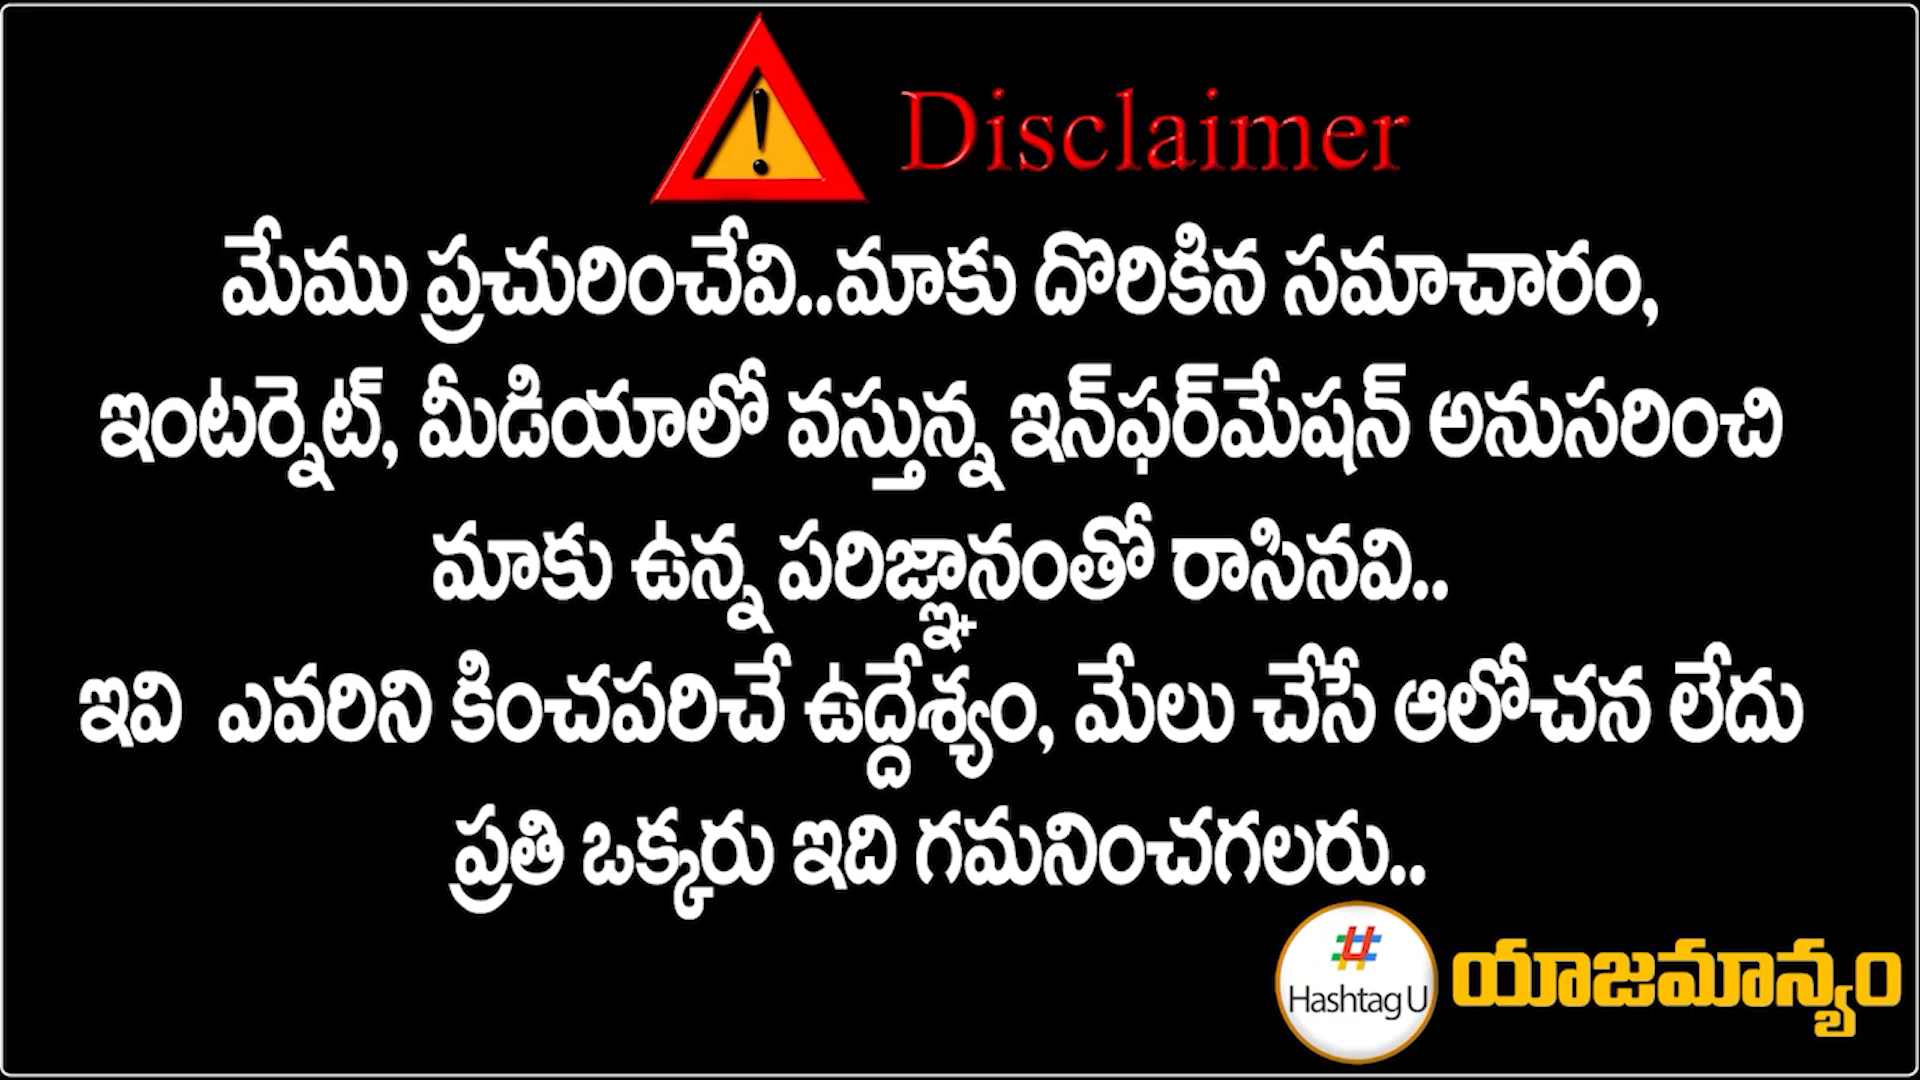 Disclaimer
మేము ప్రచురించేవి..మాకు దొరికిన సమాచారం,
ఇంటర్నెట్, మీడియాలో వస్తున్న ఇన్‌ఫర్‌మేషన్ అనుసరించి
మాకు ఉన్న పరిజ్ఞానంతో రాసినవి..
ఇవి ఎవరిని కించపరిచే ఉద్దేశ్యం, మేలు చేసే ఆలోచన లేదు
ప్రతి ఒక్కరు ఇది గమనించగలరు..
Hashtag U
యాజమాన్యం